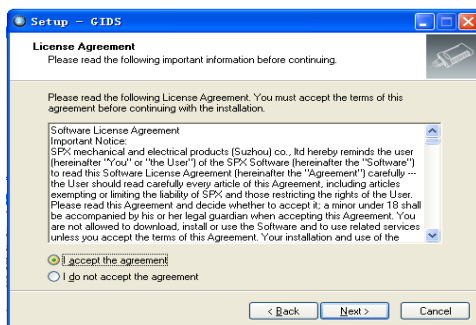 Setup - GIDS
License Agreement
Please read the following important information before continuing.
Please read the following License Agreement. You must accept the terms of this
agreement before continuing with the installation.
Software License Agreement
Important Notice:
SPX mechanical and electrical products (Suzhou) co., ltd hereby reminds the user
(hereinafter "You" or "the User") of the SPX Software (hereinafter the "Software")
to read this Software License Agreement (hereinafter the "Agreement") carefully ---
the User should read carefully every article of this Agreement, including articles
exempting or limiting the liability of SPX and those restricting the rights of the User.
Please read this Agreement and decide whether to accept it; a minor under 18 shall
be accompanied by his or her legal guardian when accepting this Agreement. You
are not allowed to download, install or use the Software and to use related services
unless you accept the terms of this Agreement. Your installation and use of the
I accept the agreement
I do not accept the agreement
< Back Next > Cancel